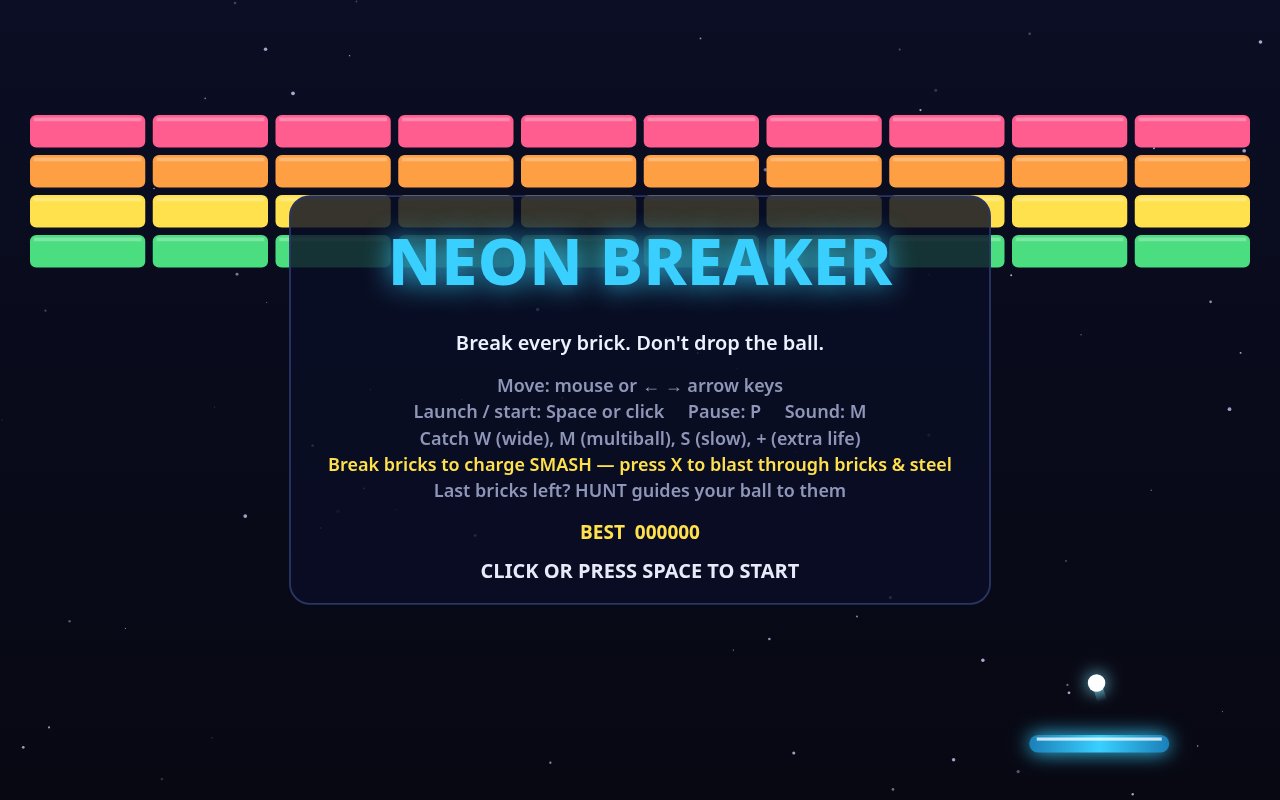 NEON BREAKER
Break every brick. Don't drop the ball.
Move: mouse or ← → arrow keys
Launch / start: Space or click Pause: P Sound: M
Catch W (wide), M (multiball), S (slow), + (extra life)
Break bricks to charge SMASH — press X to blast through bricks & steel
Last bricks left? HUNT guides your ball to them
BEST 000000
CLICK OR PRESS SPACE TO START